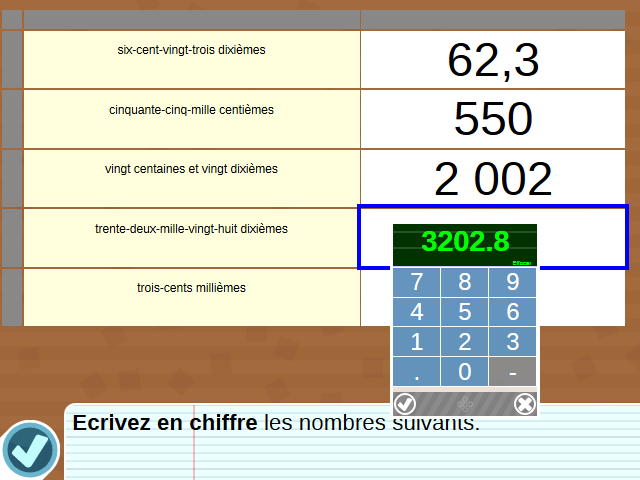 six-cent-vingt-trois dixièmes 62,3
cinquante-cinq-mille centièmes 550
vingt centaines et vingt dixièmes 2 002
trente-deux-mille-vingt-huit dixièmes
3202.8
Effacer
trois-cents millièmes
7 8 9
4 5 6
1 2 3
. 0 -
Ecrivez en chiffre les nombres suivants.